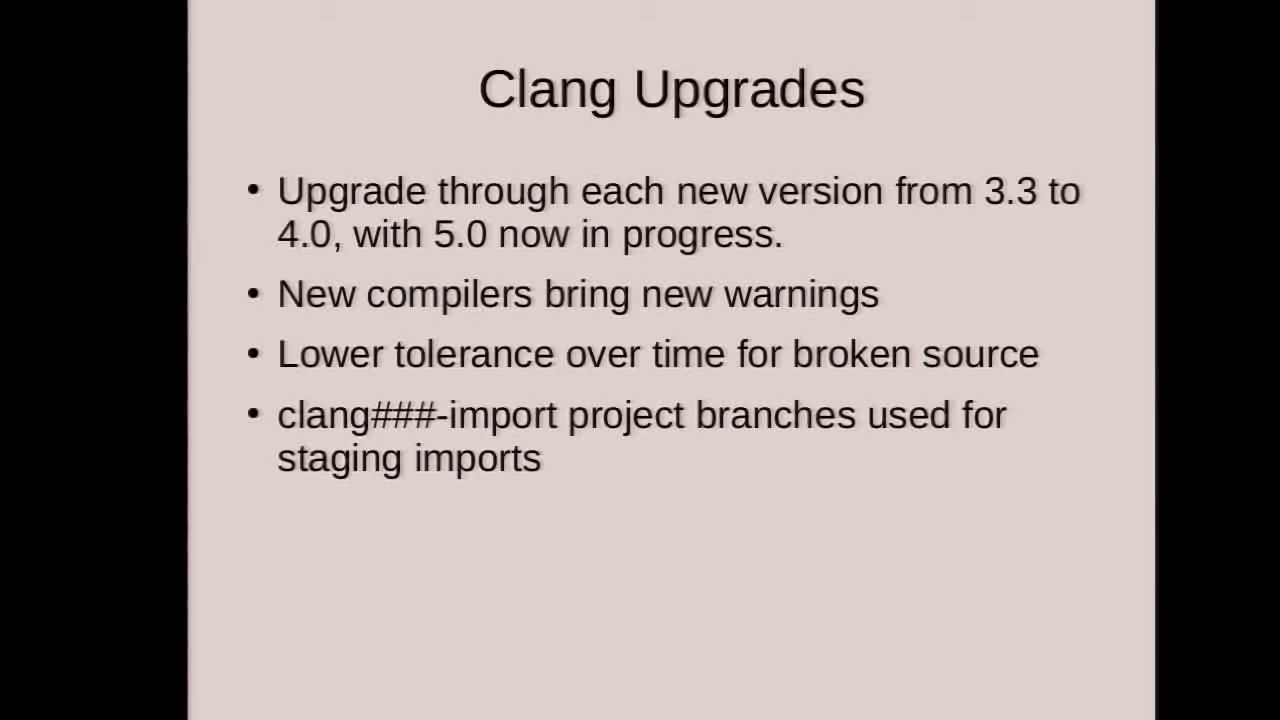 Clang Upgrades
• Upgrade through each new version from 3.3 to
4.0, with 5.0 now in progress.
• New compilers bring new warnings
• Lower tolerance over time for broken source
• clang###-import project branches used for
staging imports